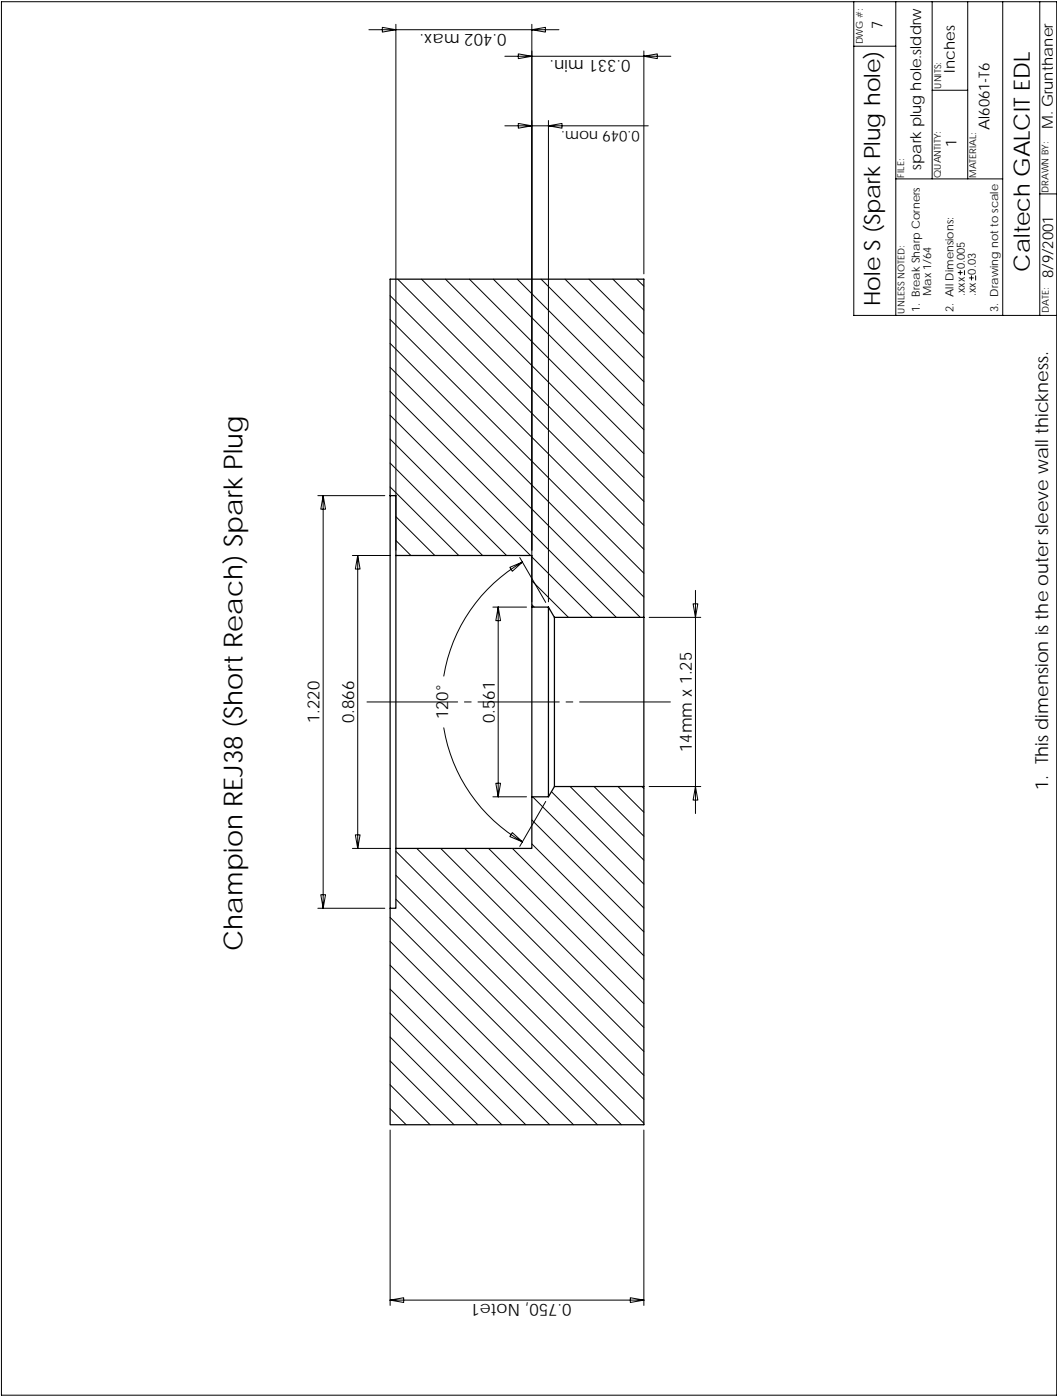 Champion REJ38 (Short Reach) Spark Plug
1.220
0.866
120°
0.561
14mm x 1.25
0.402 max.
0.331 min.
0.049 nom.
0.750, Note1
1. This dimension is the outer sleeve wall thickness.
Hole S (Spark Plug hole)
DWG #:
7
UNLESS NOTED:
1. Break Sharp Corners
Max 1/64
2. All Dimensions:
.xxx±0.005
.xx ±0.03
3. Drawing not to scale
FILE:
spark plug hole.slddrw
QUANTITY:
1
UNITS:
Inches
MATERIAL:
Al6061-T6
Caltech GALCIT EDL
DATE: 8/9/2001
DRAWN BY: M. Grunthaner